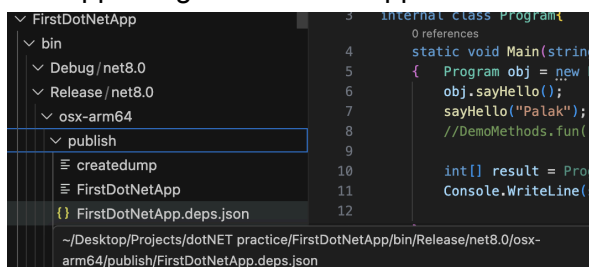 FirstDotNetApp
bin
Debug/net8.0
Release/net8.0
osx-arm64
publish
createdump
FirstDotNetApp
{} FirstDotNetApp.deps.json
~/Desktop/Projects/dotNET practice/FirstDotNetApp/bin/Release/net8.0/osx-
arm64/publish/FirstDotNetApp.deps.json
3 internal class Program{
0 references
4 static void Main(string
5 { Program obj = new
6 obj.sayHello();
7 sayHello("Palak");
8 //DemoMethods.fun(
9
10 int[] result = Pro
11 Console.WriteLine(
12